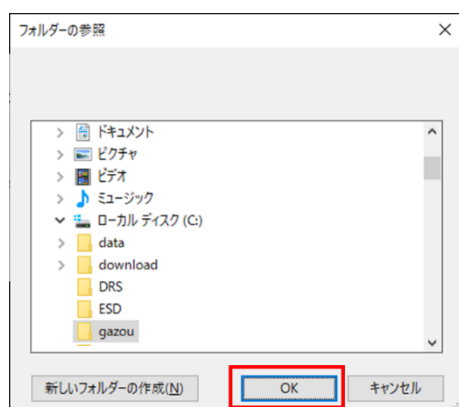 フォルダーの参照
ドキュメント
ピクチャ
ビデオ
ミュージック
ローカル ディスク (C:)
data
download
DRS
ESD
gazou
新しいフォルダーの作成(N)
OK
キャンセル